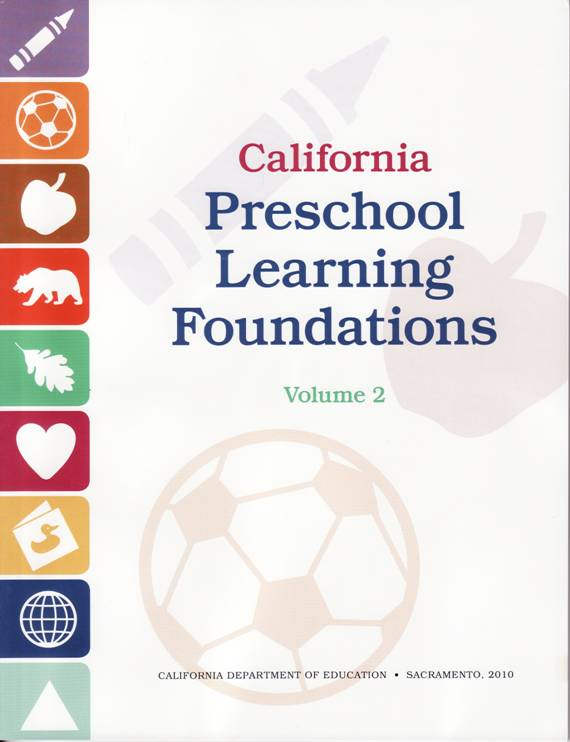 California
Preschool
Learning
Foundations
Volume 2
CALIFORNIA DEPARTMENT OF EDUCATION • SACRAMENTO, 2010